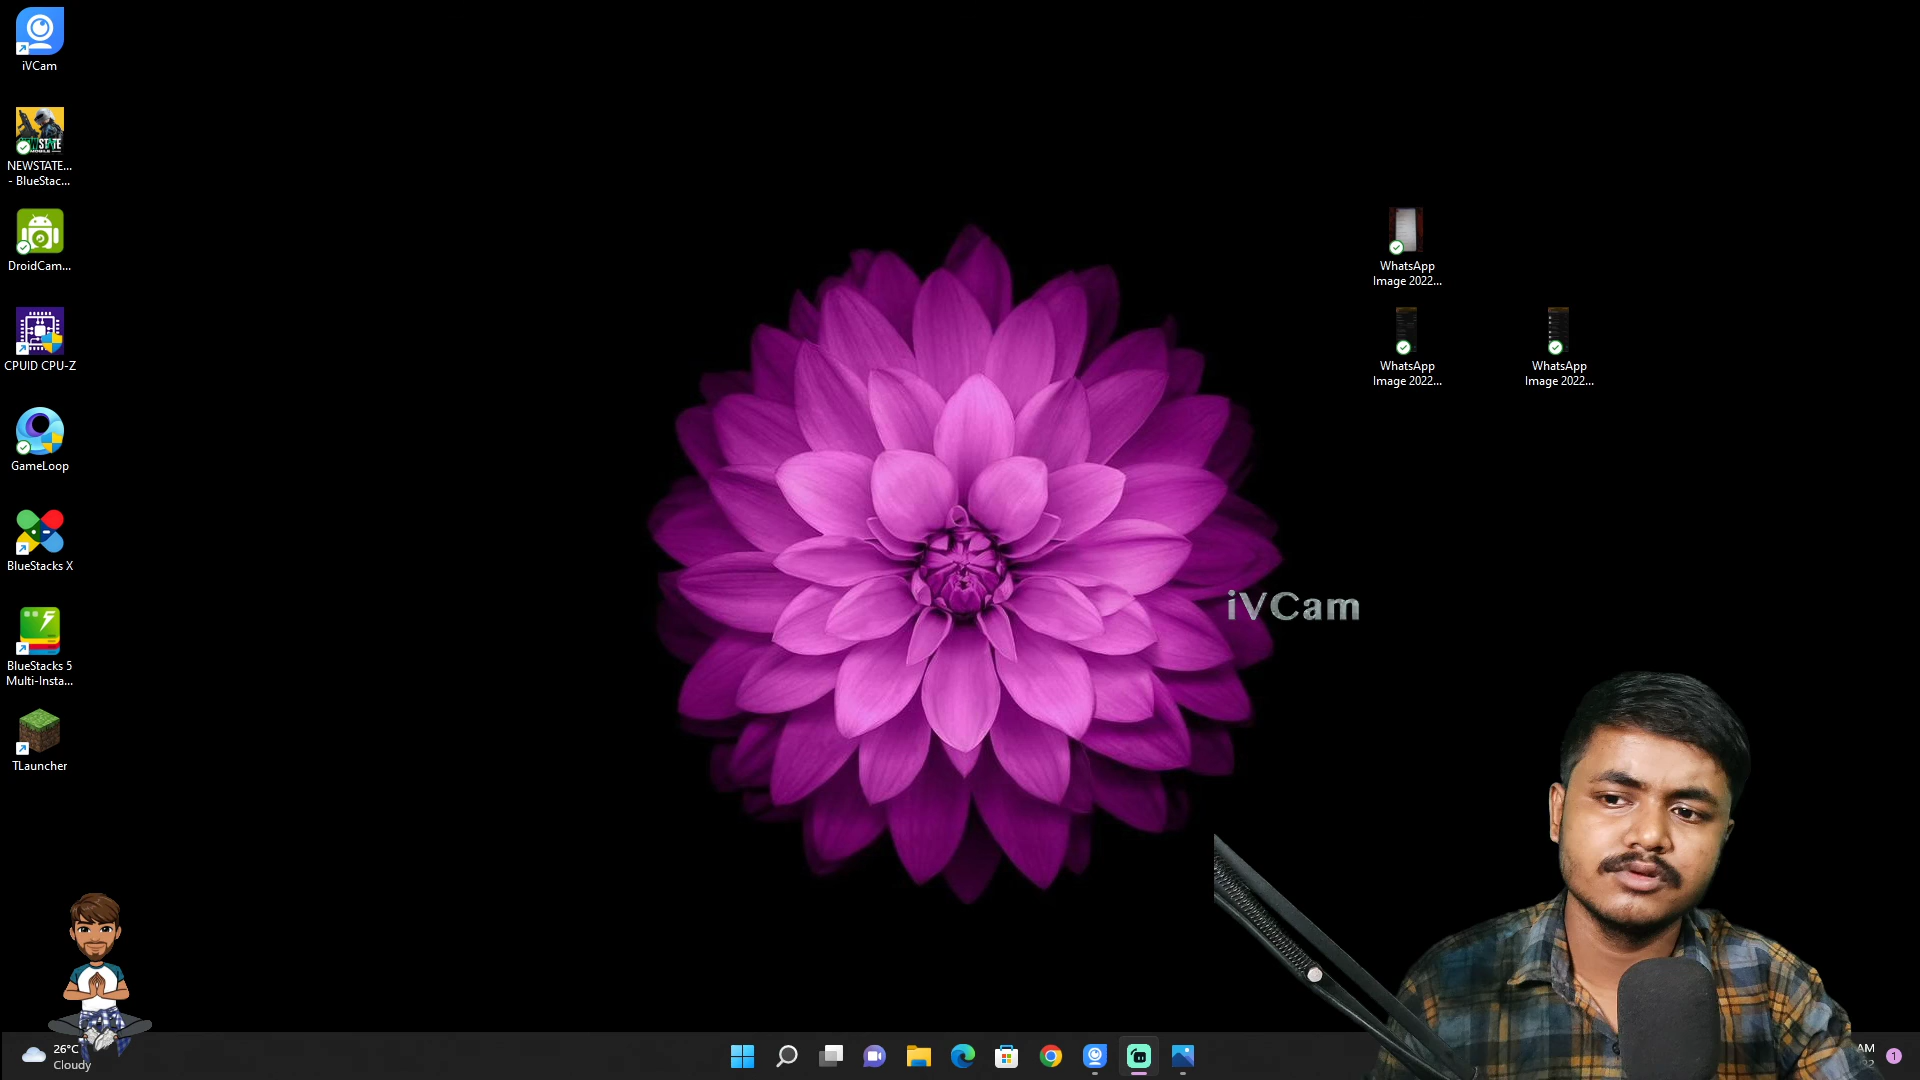 iVCam
NEWSTATE...
- BlueStac...
DroidCam...
CPUID CPU-Z
GameLoop
BlueStacks X
BlueStacks 5
Multi-Insta...
TLauncher
WhatsApp
Image 2022...
WhatsApp
Image 2022...
WhatsApp
Image 2022...
iVCam
26°C
Cloudy
AM
1